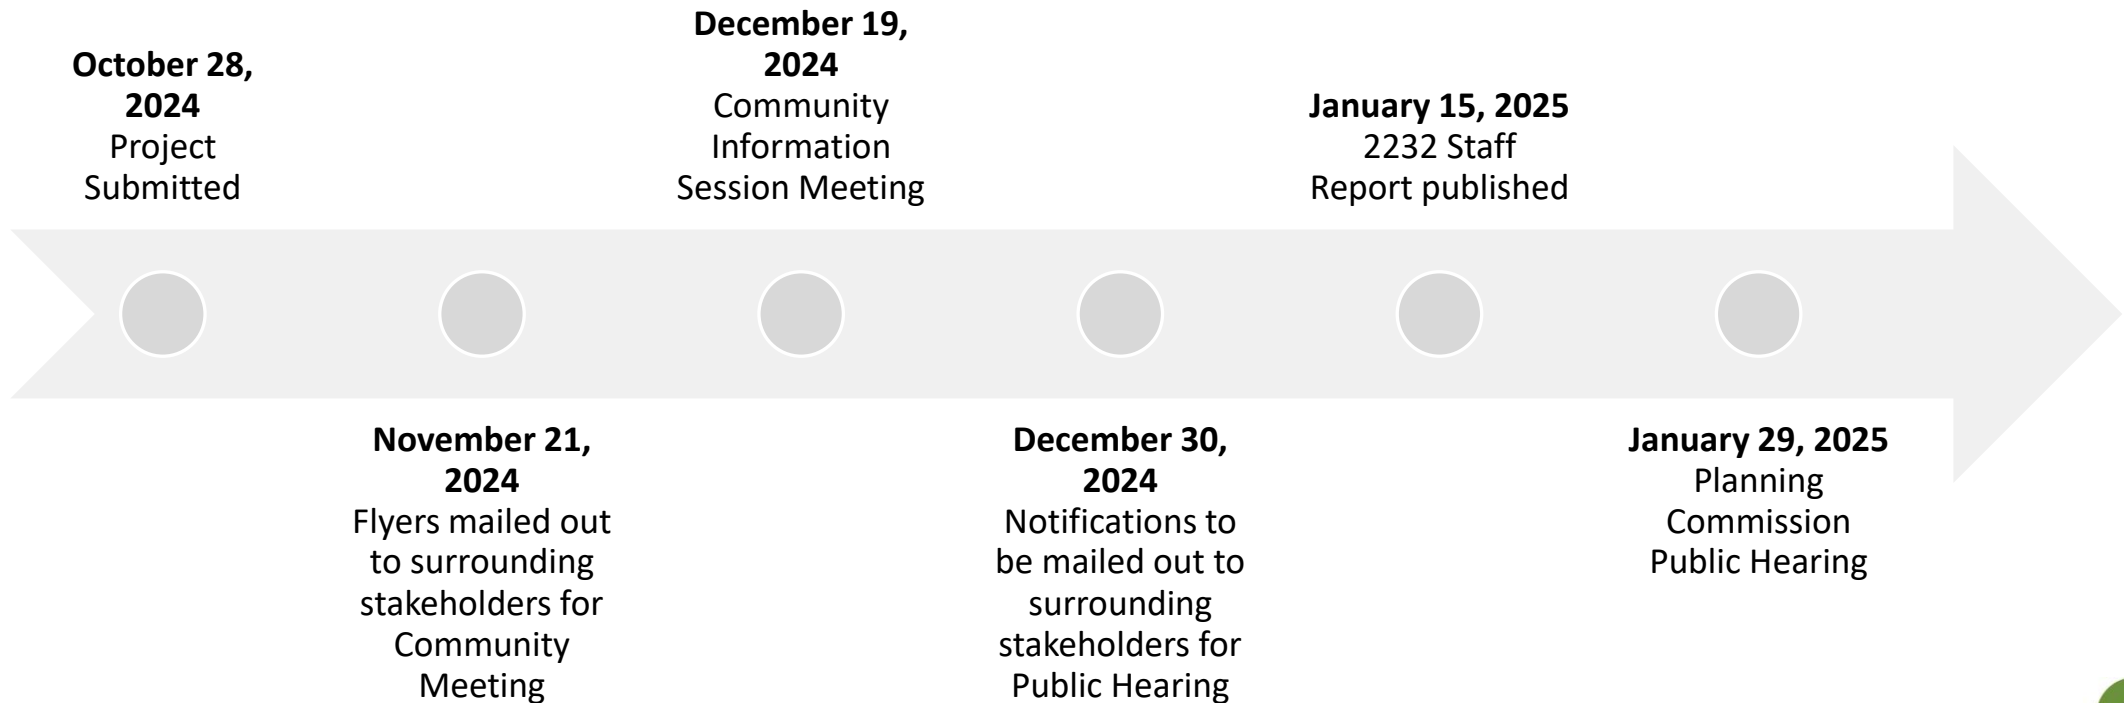 October 28,
2024
Project
Submitted
November 21,
2024
Flyers mailed out
to surrounding
stakeholders for
Community
Meeting
December 19,
2024
Community
Information
Session Meeting
December 30,
2024
Notifications to
be mailed out to
surrounding
stakeholders for
Public Hearing
January 15, 2025
2232 Staff
Report published
January 29, 2025
Planning
Commission
Public Hearing